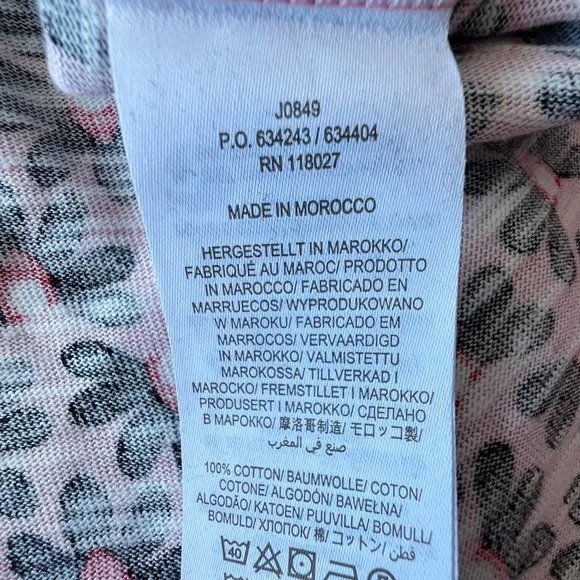 J0849
P.O. 634243 / 634404
RN 118027
MADE IN MOROCCO
HERGESTELLT IN MAROKKO/
FABRIQUÉ AU MAROC/ PRODOTTO
IN MAROCCO/ FABRICADO EN
MARRUECOS/ WYPRODUKOWANO
W MAROKU/ FABRICADO EM
MARROCOS/ VERVAARDIGD
IN MAROKKO/ VALMISTETTU
MAROKOSSA/ TILLVERKAD I
MAROCKO/ FREMSTILLET I MAROKKO/
PRODUSERT I MAROKKO/ СДЕЛАНО
В МАРОККО/ 摩洛哥制造/ モロッコ製/
صنع في المغرب
100% COTTON/ BAUMWOLLE/ COTON/
COTONE/ ALGODÓN/ BAWEŁNA/
ALGODÃO/ KATOEN/ PUUVILLA/ BOMULL/
BOMULD/ ХЛОПОК/ 棉/ コットン/ قطن/
40